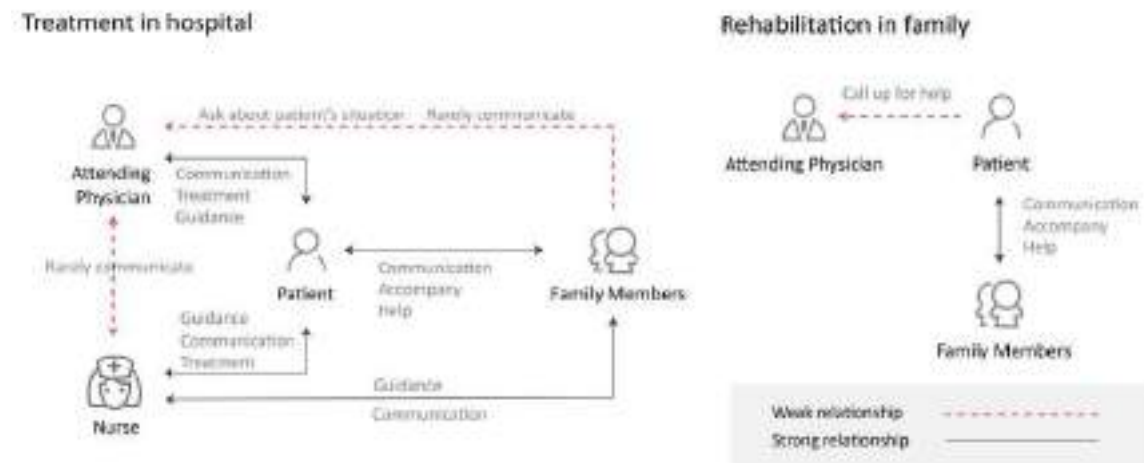 Treatment in hospital
Ask about patient's situation Rarely communicate
Attending
Physician
Communication
Treatment
Guidance
Rarely communicate
Patient
Communication
Accompany
Help
Family Members
Guidance
Communication
Treatment
Nurse
Guidance
Communication
Rehabilitation in family
Call up for help
Attending Physician
Patient
Communication
Accompany
Help
Family Members
Weak relationship
Strong relationship